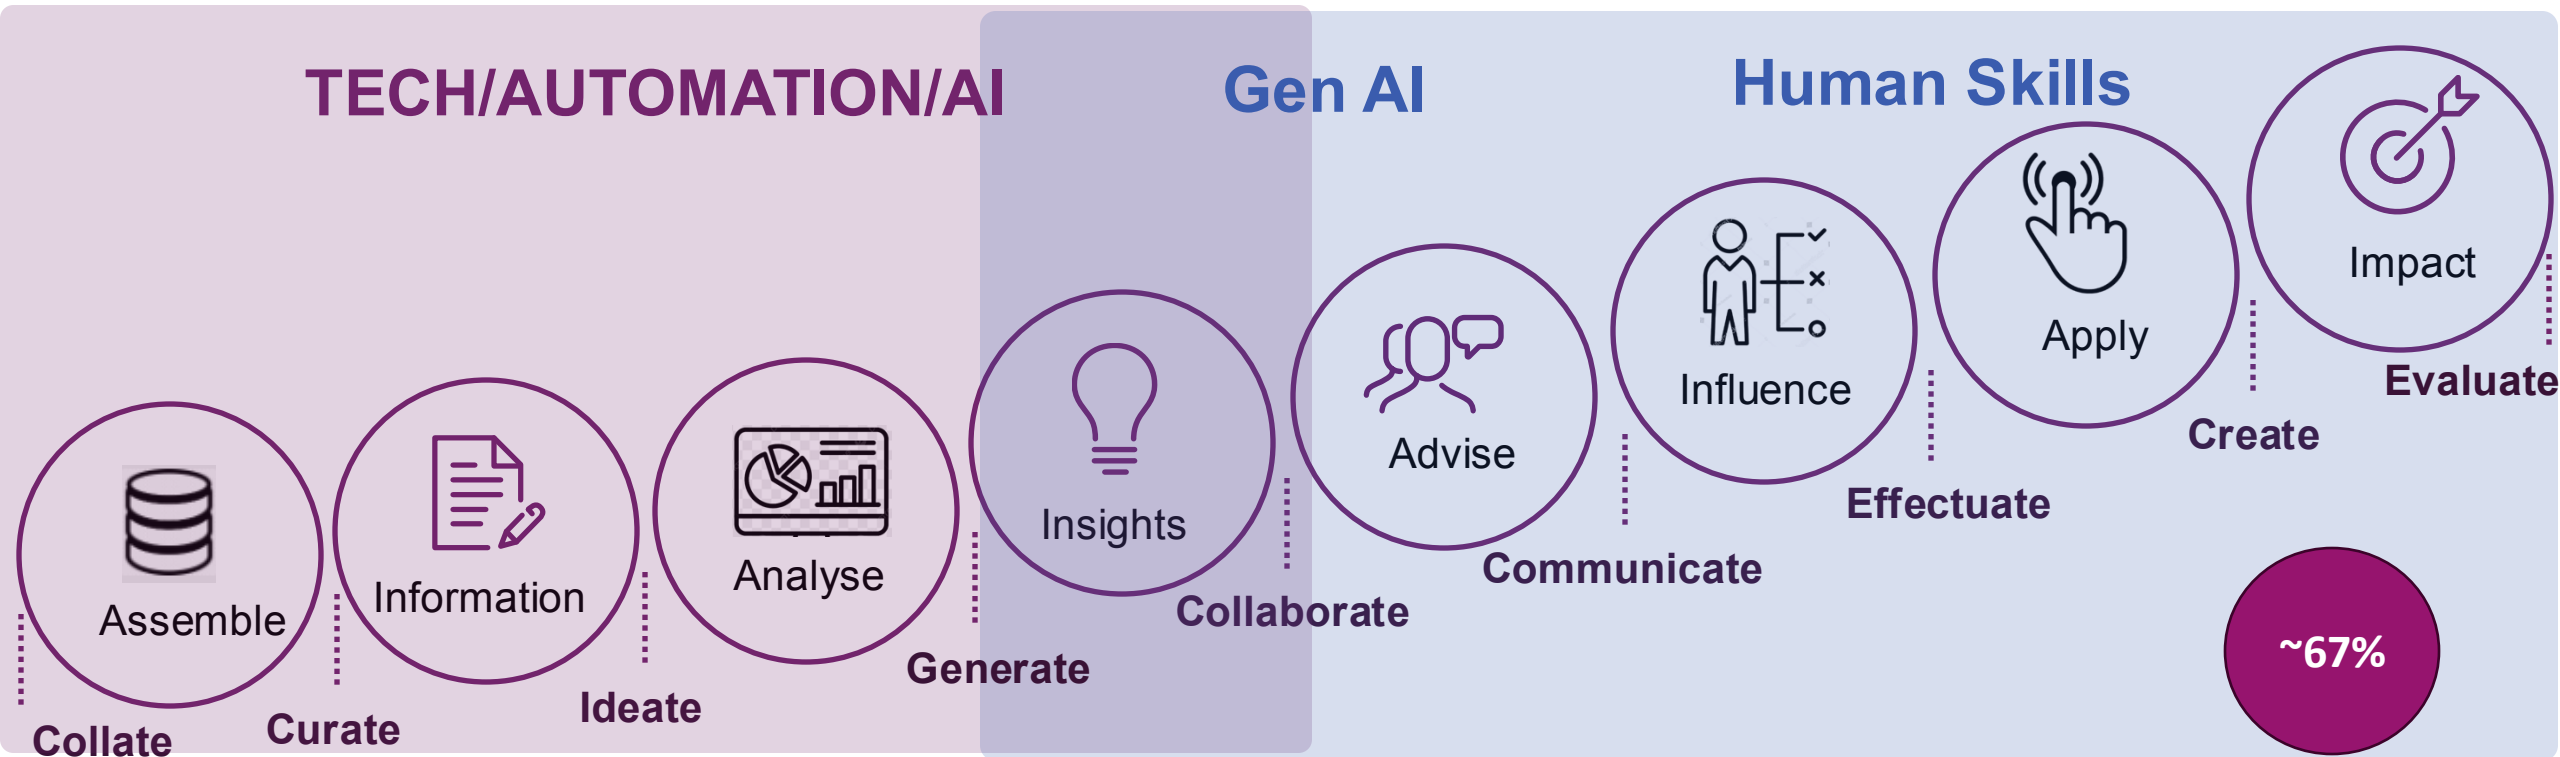 TECH/AUTOMATION/AI
Gen AI
Human Skills
Assemble
Information
Analyse
Insights
Advise
Influence
Apply
Impact
Collate
Curate
Ideate
Generate
Collaborate
Communicate
Effectuate
Create
Evaluate
~67%